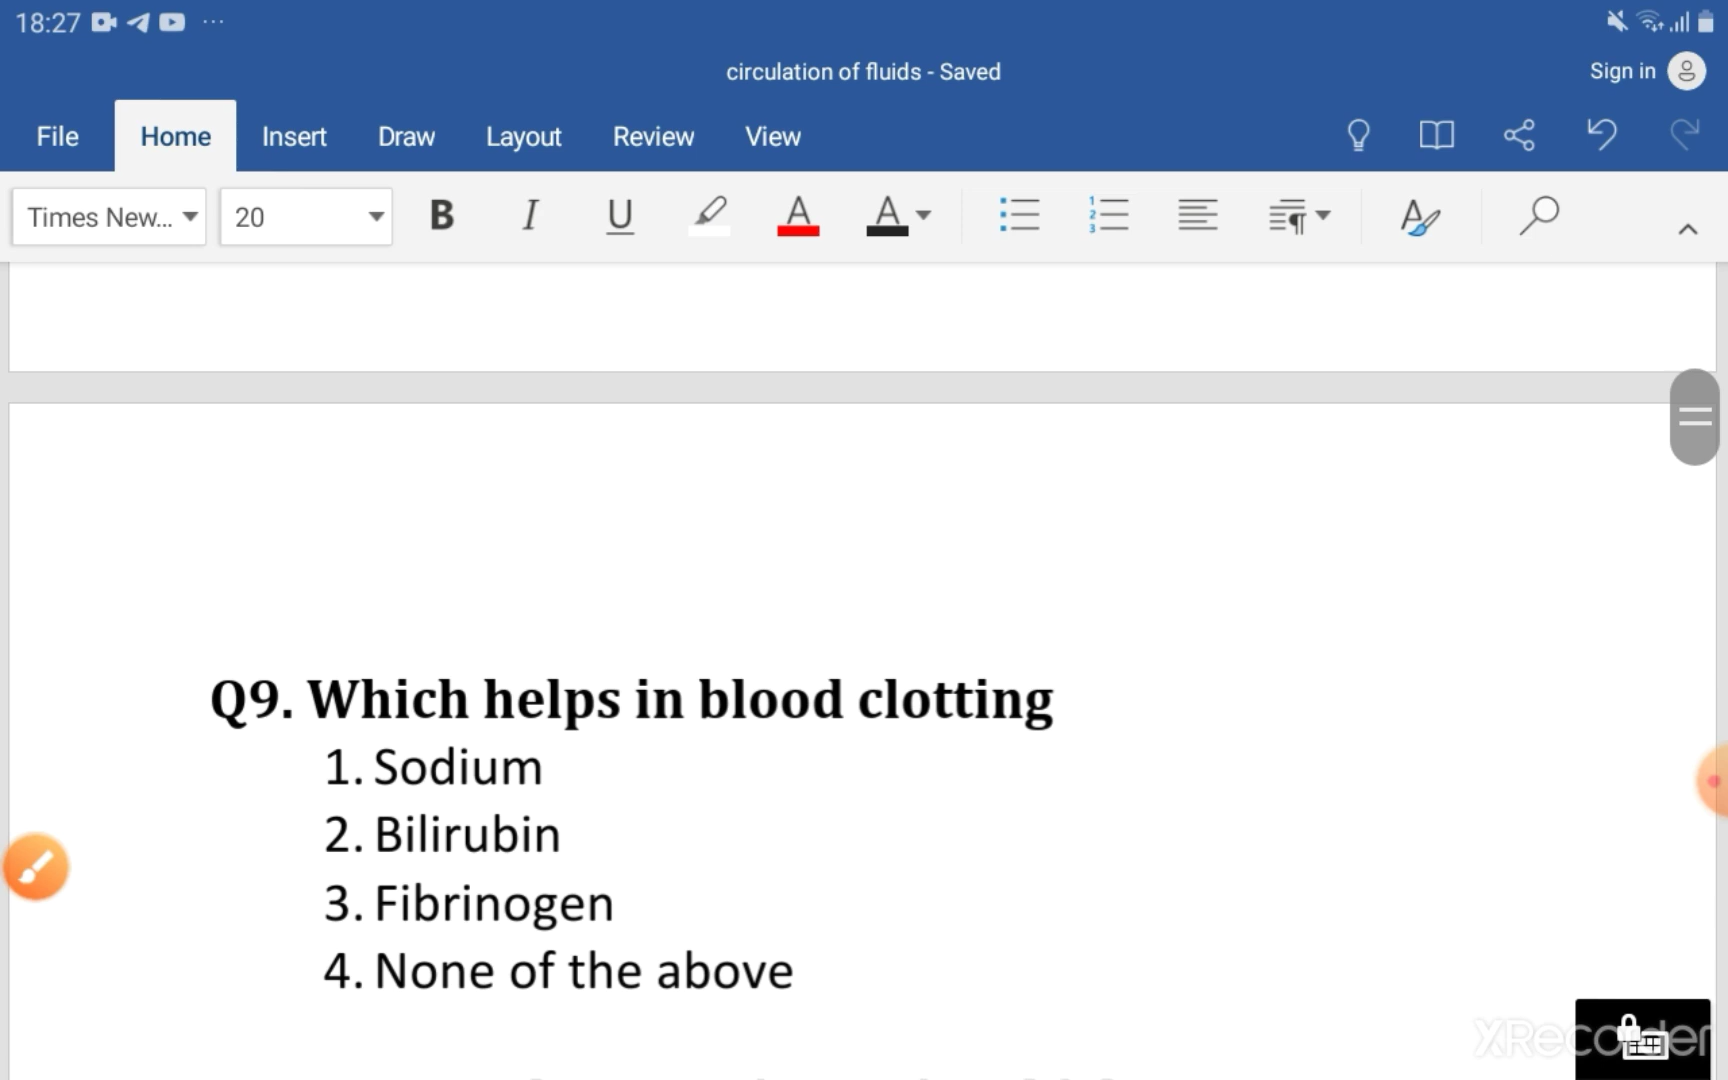 18:27
circulation of fluids - Saved
Sign in
File Home Insert Draw Layout Review View
Times New... 20 B I U A A
Q9. Which helps in blood clotting
1. Sodium
2. Bilirubin
3. Fibrinogen
4. None of the above
XRecorder